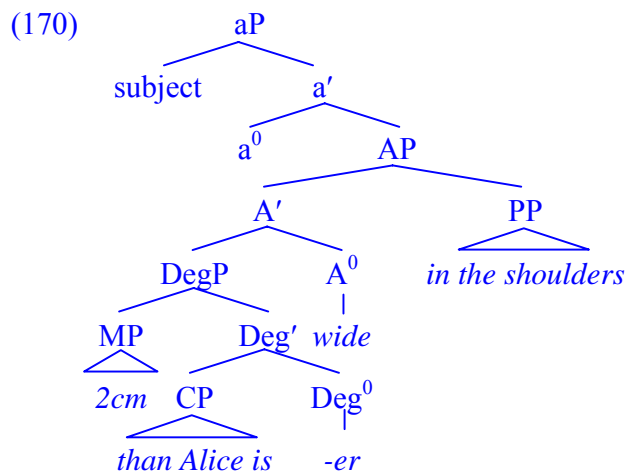 (170) aP
subject a′
a⁰ AP
A′ PP
DegP A⁰ in the shoulders
MP Deg′ wide
2cm CP Deg⁰
than Alice is -er